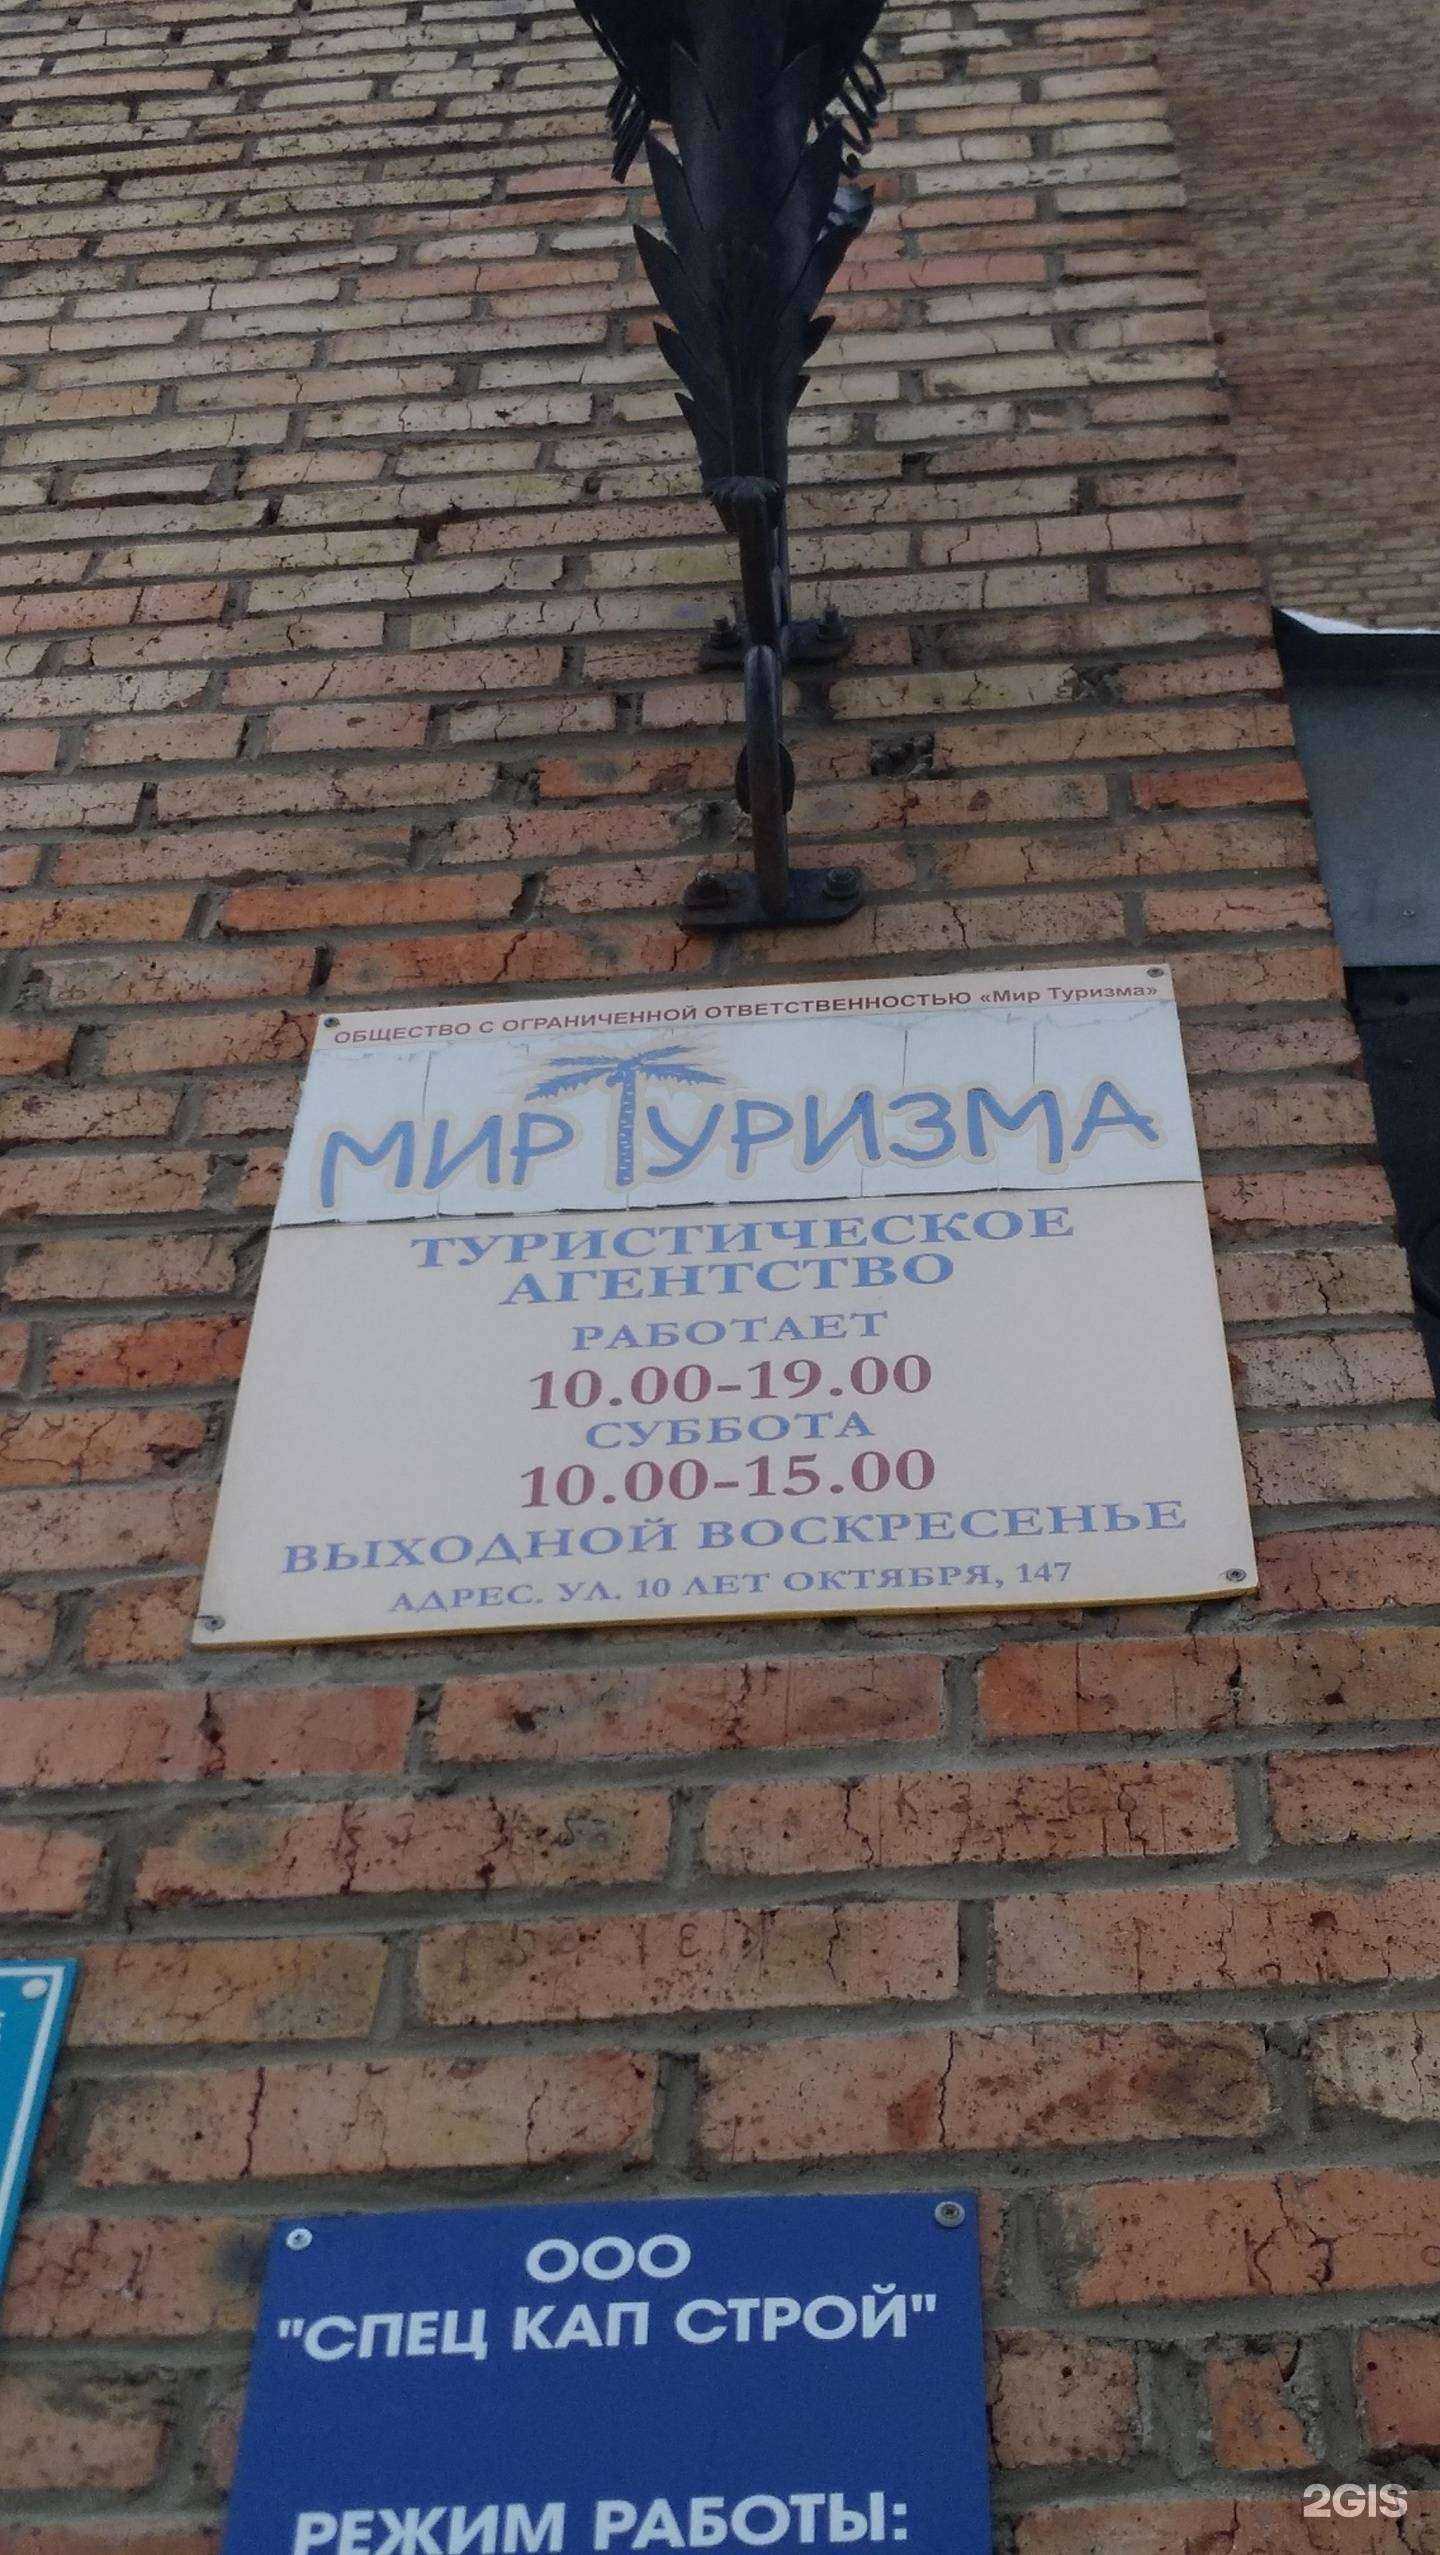 ОБЩЕСТВО С ОГРАНИЧЕННОЙ ОТВЕТСТВЕННОСТЬЮ «Мир Туризма»
МИР ТУРИЗМА
ТУРИСТИЧЕСКОЕ
АГЕНТСТВО
РАБОТАЕТ
10.00-19.00
СУББОТА
10.00-15.00
ВЫХОДНОЙ ВОСКРЕСЕНЬЕ
АДРЕС. УЛ. 10 ЛЕТ ОКТЯБРЯ, 147
ООО
"СПЕЦ КАП СТРОЙ"
РЕЖИМ РАБОТЫ:
2GIS